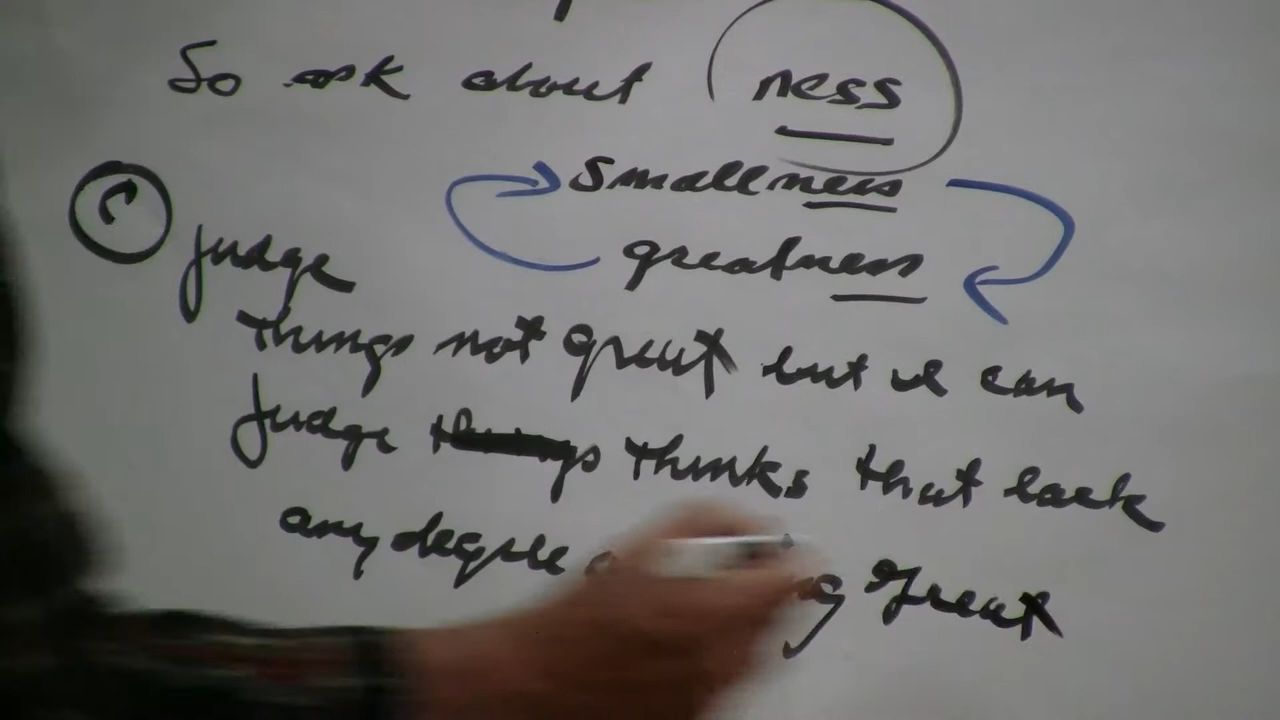 So ask about ness
smallness
greatness
judge
things not great but we can
judge things thinks that lack
any degree great